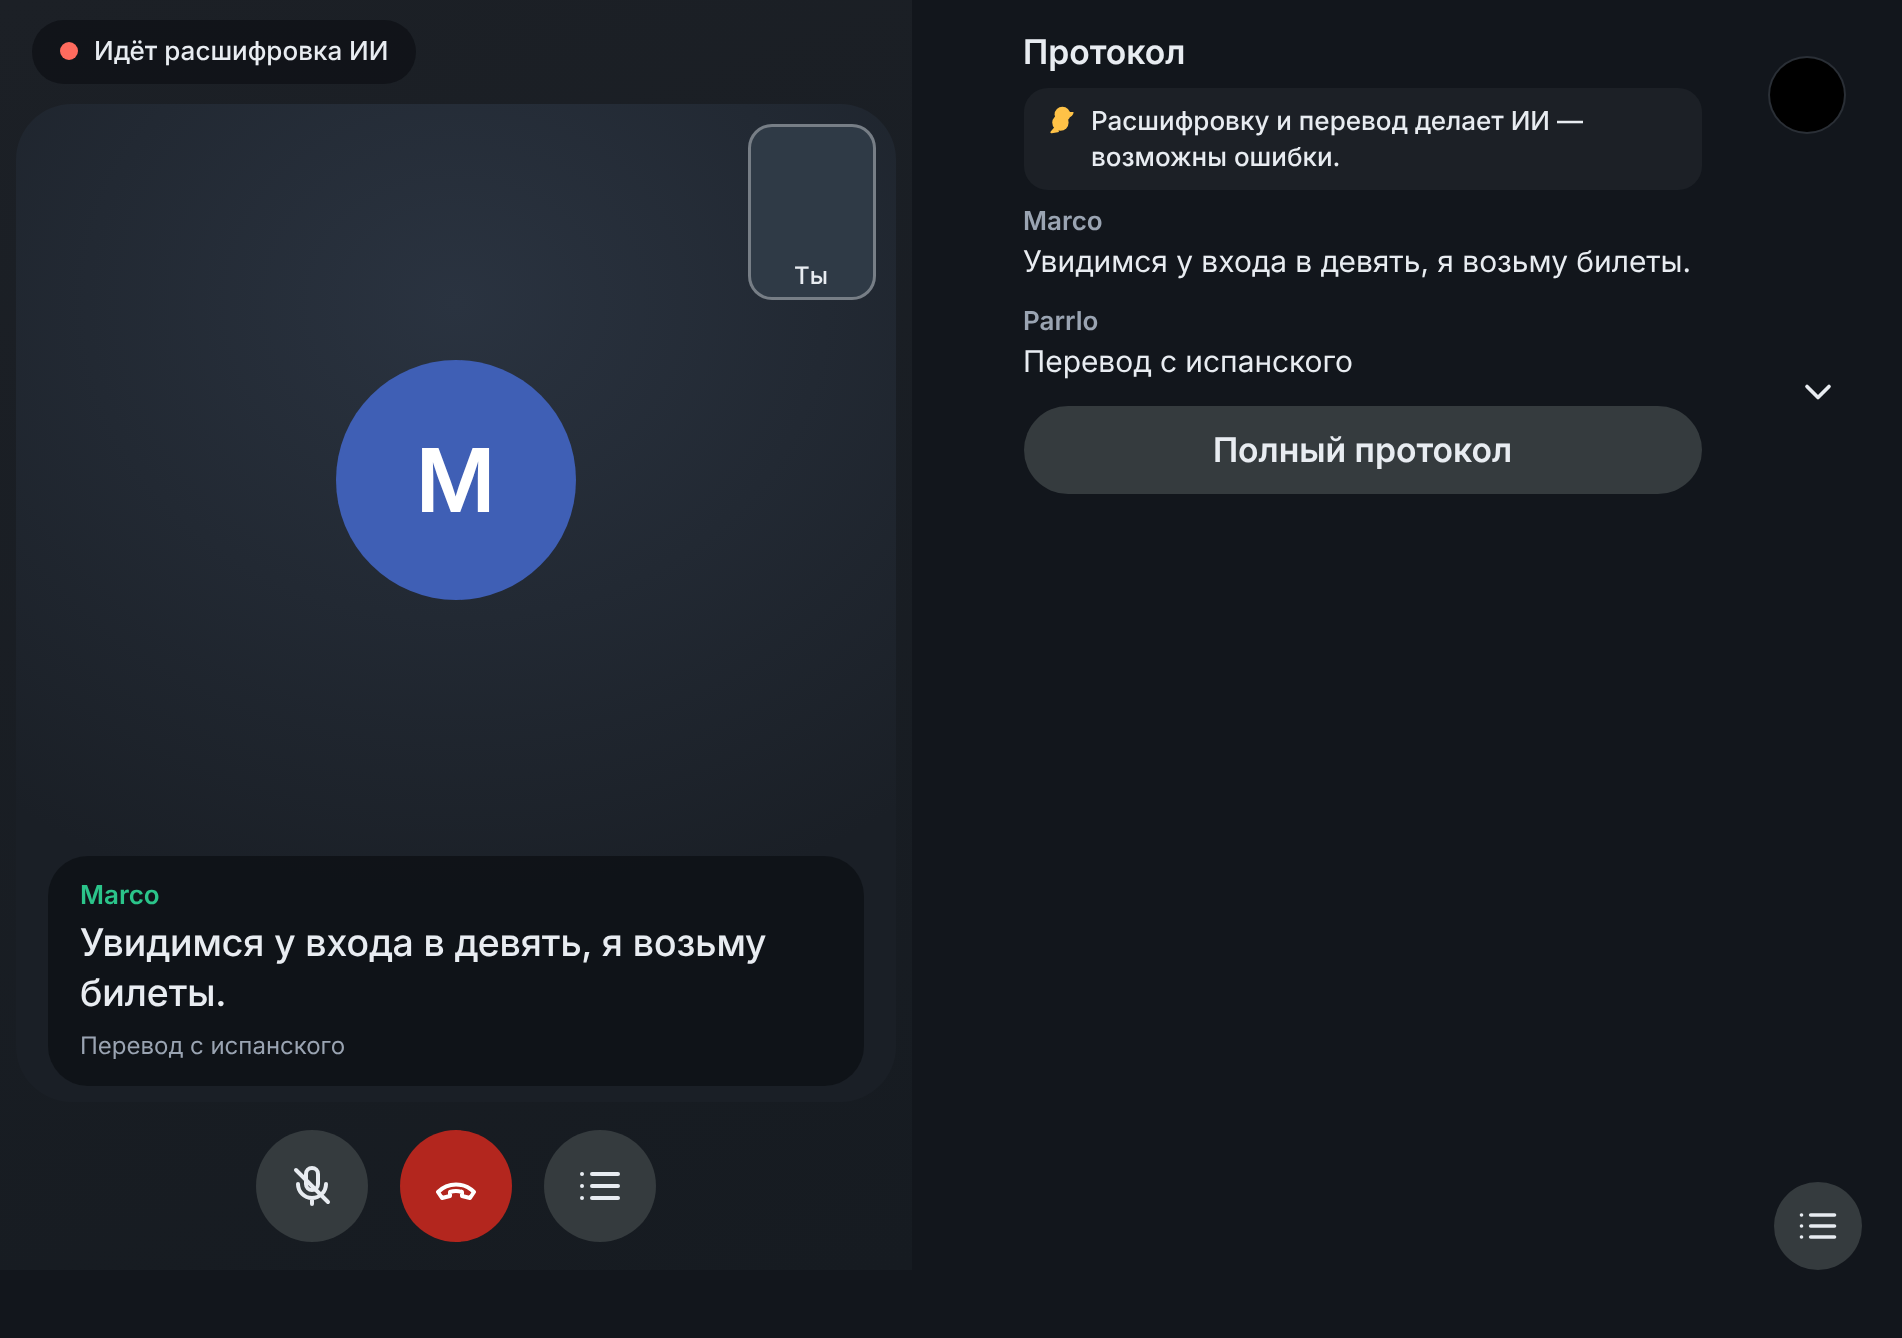 Идёт расшифровка ИИ
Ты
M
Marco
Увидимся у входа в девять, я возьму
билеты.
Перевод с испанского
Протокол
Расшифровку и перевод делает ИИ —
возможны ошибки.
Marco
Увидимся у входа в девять, я возьму билеты.
Parrlo
Перевод с испанского
Полный протокол